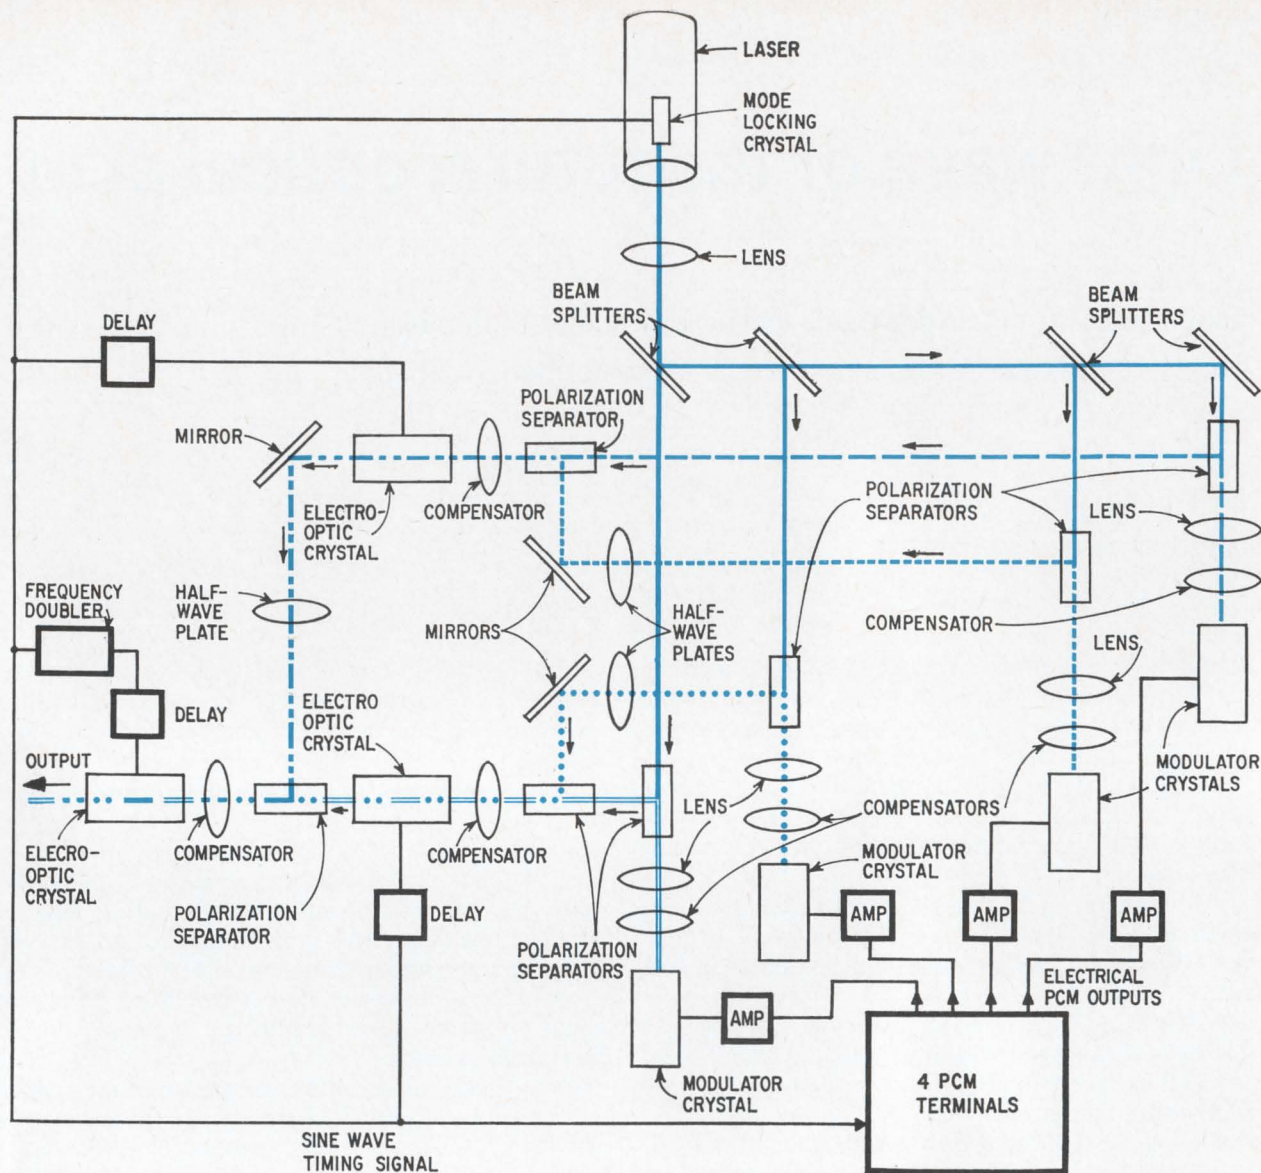 LASER
MODE
LOCKING
CRYSTAL
LENS
BEAM
SPLITTERS
BEAM
SPLITTERS
DELAY
POLARIZATION
SEPARATOR
MIRROR
ELECTRO-
OPTIC
CRYSTAL
COMPENSATOR
POLARIZATION
SEPARATORS
LENS
FREQUENCY
DOUBLER
HALF-
WAVE
PLATE
MIRRORS
HALF-
WAVE
PLATES
COMPENSATOR
LENS
DELAY
ELECTRO
OPTIC
CRYSTAL
OUTPUT
MODULATOR
CRYSTALS
LENS
COMPENSATORS
ELECRO-
OPTIC
CRYSTAL
COMPENSATOR
COMPENSATOR
MODULATOR
CRYSTAL
POLARIZATION
SEPARATOR
DELAY
POLARIZATION
SEPARATORS
AMP
AMP
AMP
ELECTRICAL
PCM OUTPUTS
AMP
MODULATOR
CRYSTAL
4 PCM
TERMINALS
SINE WAVE
TIMING SIGNAL